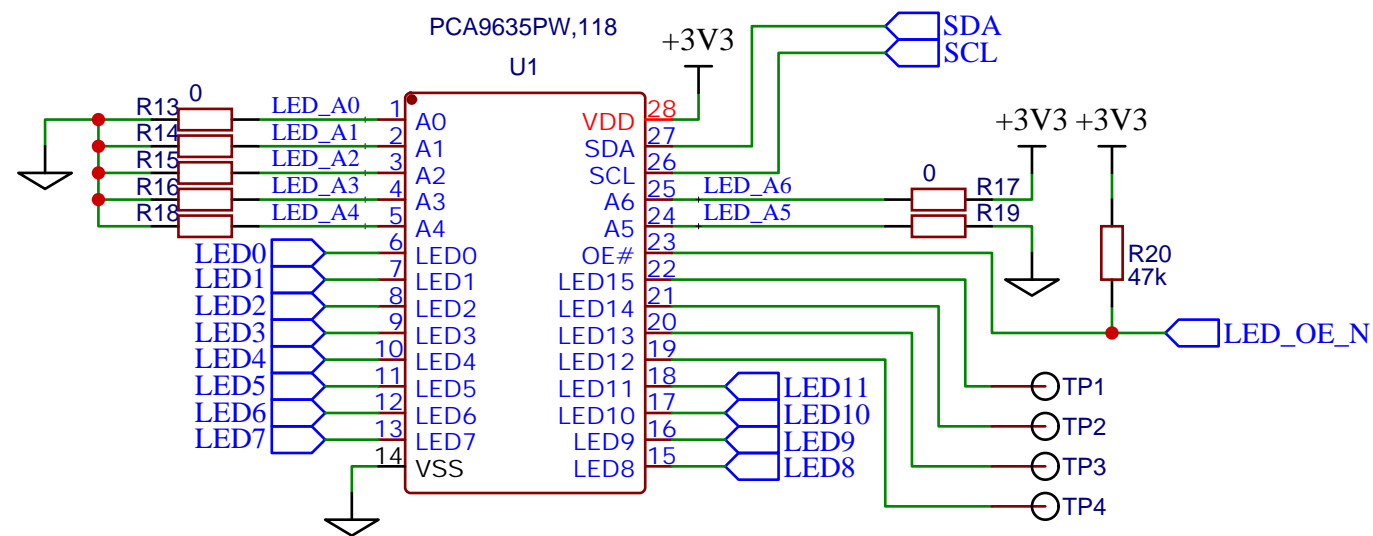 PCA9635PW,118
U1
+3V3
SDA
SCL
+3V3 +3V3
0
R13 LED_A0 1 A0
R14 LED_A1 2 A1
R15 LED_A2 3 A2
R16 LED_A3 4 A3
R18 LED_A4 5 A4
LED0 6 LED0
LED1 7 LED1
LED2 8 LED2
LED3 9 LED3
LED4 10 LED4
LED5 11 LED5
LED6 12 LED6
LED7 13 LED7
14 VSS
VDD 28
SDA 27
SCL 26
A6 25 LED_A6 0 R17
A5 24 LED_A5 R19
OE# 23
LED15 22
LED14 21
LED13 20
LED12 19
LED11 18 LED11
LED10 17 LED10
LED9 16 LED9
LED8 15 LED8
R20
47k
LED_OE_N
TP1
TP2
TP3
TP4